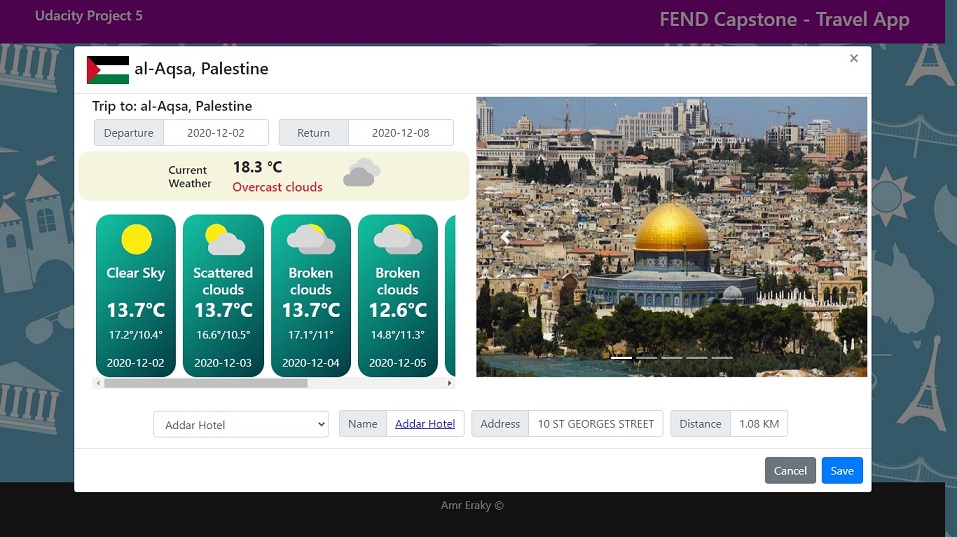 Udacity Project 5
FEND Capstone - Travel App
al-Aqsa, Palestine
×
Trip to: al-Aqsa, Palestine
Departure 2020-12-02 Return 2020-12-08
Current
Weather
18.3 °C
Overcast clouds
Clear Sky
13.7°C
17.2°/10.4°
2020-12-02
Scattered
clouds
13.7°C
16.6°/10.5°
2020-12-03
Broken
clouds
13.7°C
17.1°/11°
2020-12-04
Broken
clouds
12.6°C
14.8°/11.3°
2020-12-05
Addar Hotel Name Addar Hotel Address 10 ST GEORGES STREET Distance 1.08 KM
Cancel Save
Amr Eraky ©